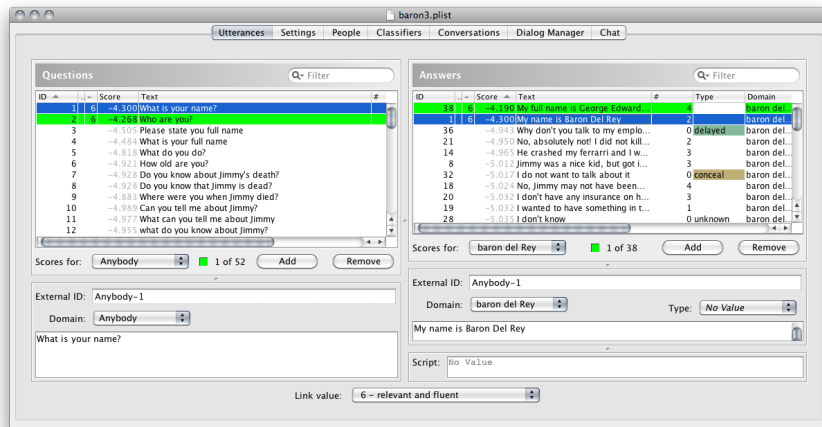 baron3.plist
Utterances Settings People Classifiers Conversations Dialog Manager Chat
Questions Filter
ID .. - Score Text #
1 6 -4.300 What is your name?
2 6 -4.268 Who are you?
3 -4.505 Please state you full name
4 -4.484 What is your full name
5 -4.818 What do you do?
6 -4.921 How old are you?
7 -4.928 Do you know about Jimmy's death?
8 -4.928 Do you know that Jimmy is dead?
9 -4.883 Where were you when Jimmy died?
10 -4.989 Can you tell me about Jimmy?
11 -4.977 What can you tell me about Jimmy
12 -4.955 what do you know about Jimmy?
Scores for: Anybody 1 of 52 Add Remove
External ID: Anybody-1
Domain: Anybody
What is your name?
Answers Filter
ID .. - Score Text # Type Domain
38 6 -4.190 My full name is George Edward... 4 baron del...
1 6 -4.300 My name is Baron Del Rey 2 baron del...
36 -4.943 Why don't you talk to my emplo... 0 delayed baron del...
21 -4.950 No, absolutely not! I did not kill... 2 baron del...
14 -4.965 He crashed my ferrarri and I w... 3 baron del...
8 -5.012 Jimmy was a nice kid, but got i... 3 baron del...
32 -5.017 I do not want to talk about it 0 conceal baron del...
18 -5.024 No, Jimmy may not have been... 4 baron del...
20 -5.032 I don't have any insurance on h... 3 baron del...
19 -5.032 I wanted to have something in t... 1 baron del...
28 -5.035 I don't know 0 unknown baron del...
Scores for: baron del Rey 1 of 38 Add Remove
External ID: Anybody-1
Domain: baron del Rey Type: No Value
My name is Baron Del Rey
Script: No Value
Link value: 6 - relevant and fluent